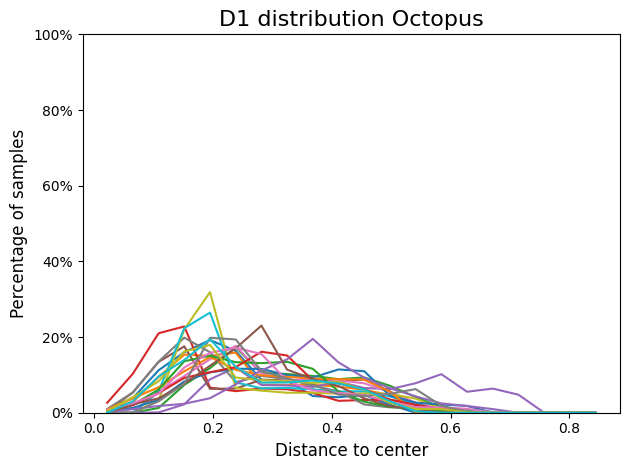 D1 distribution Octopus
100%
80%
60%
40%
20%
0%
Percentage of samples
0.0 0.2 0.4 0.6 0.8
Distance to center